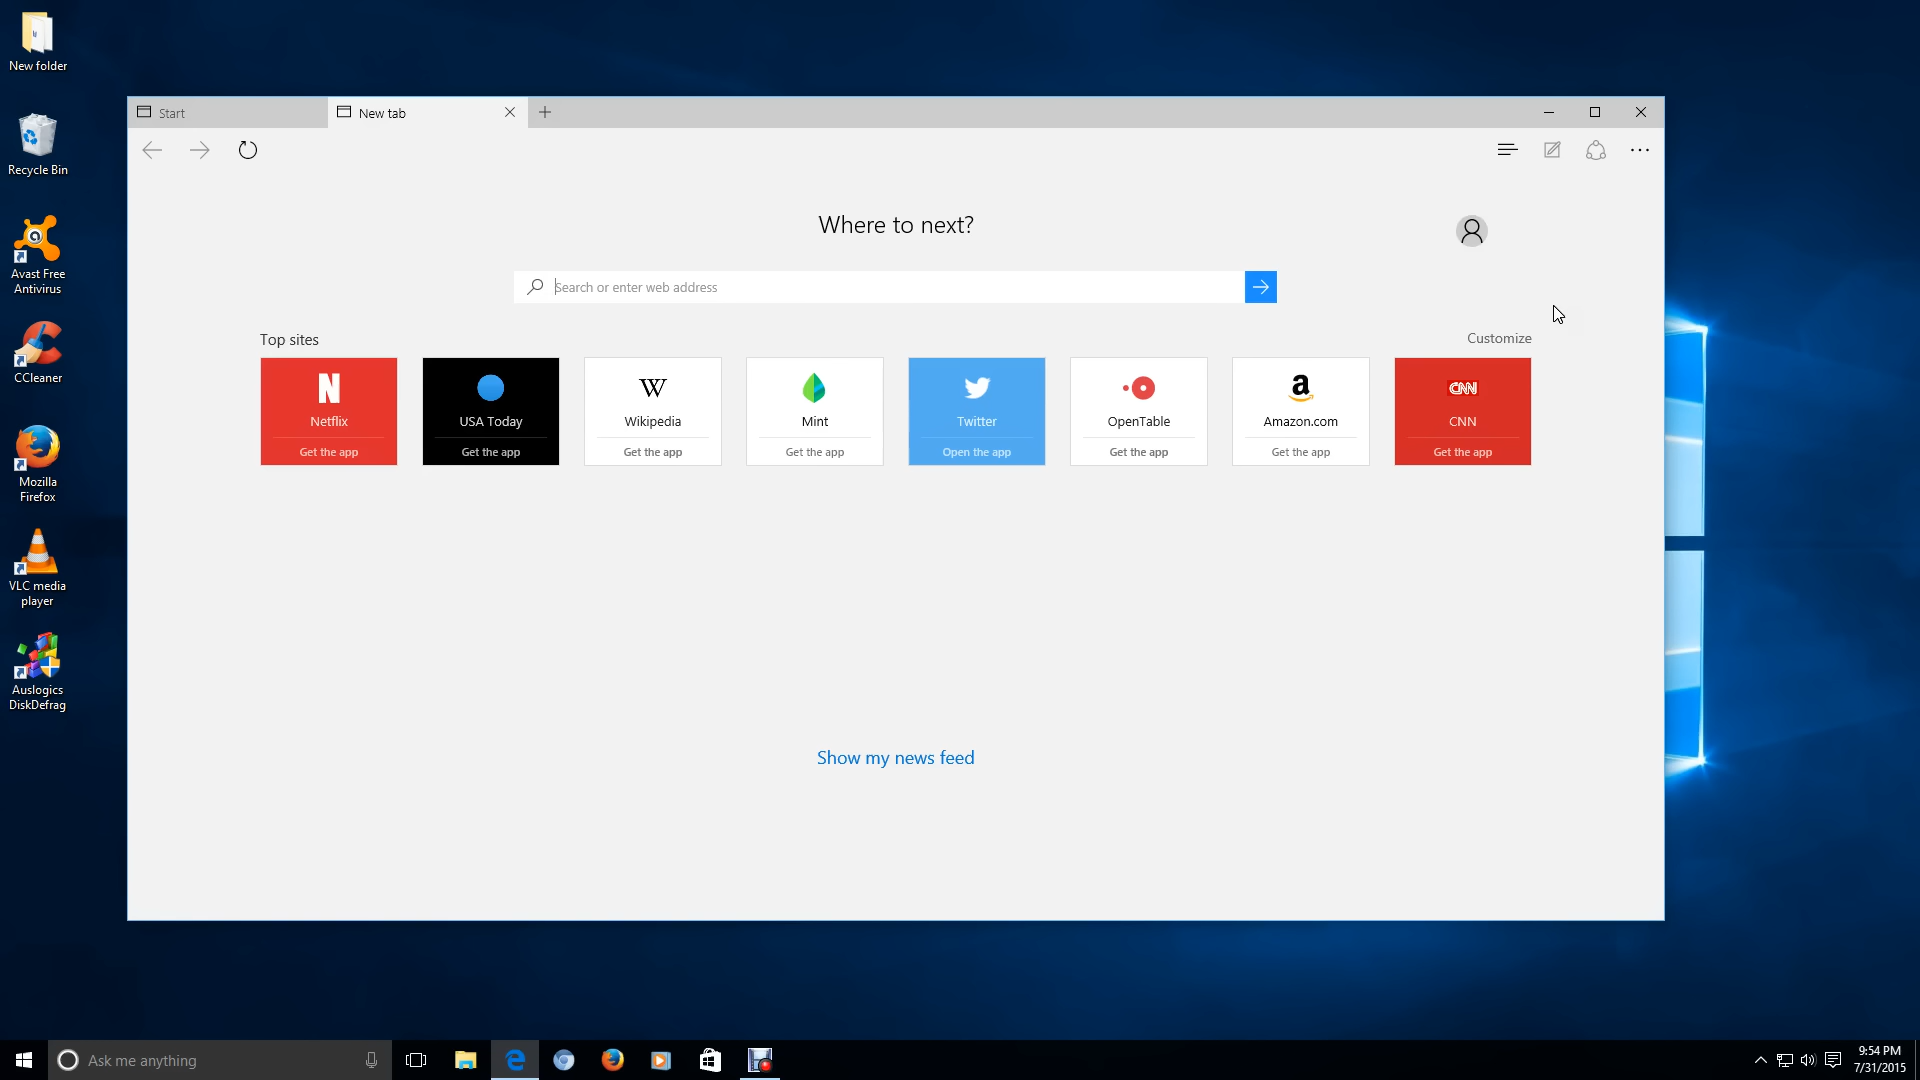 New folder
Recycle Bin
Avast Free
Antivirus
CCleaner
Mozilla
Firefox
VLC media
player
Auslogics
DiskDefrag
Start
New tab
Where to next?
Search or enter web address
Top sites
Customize
N
Netflix
Get the app
USA Today
Get the app
W
Wikipedia
Get the app
Mint
Get the app
Twitter
Open the app
OpenTable
Get the app
a
Amazon.com
Get the app
CNN
CNN
Get the app
Show my news feed
Ask me anything
9:54 PM
7/31/2015